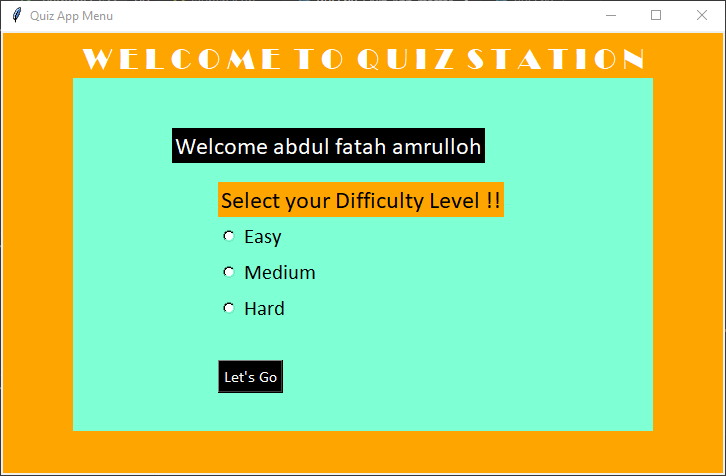 Quiz App Menu
WELCOME TO QUIZ STATION
Welcome abdul fatah amrulloh
Select your Difficulty Level !!
Easy
Medium
Hard
Let's Go